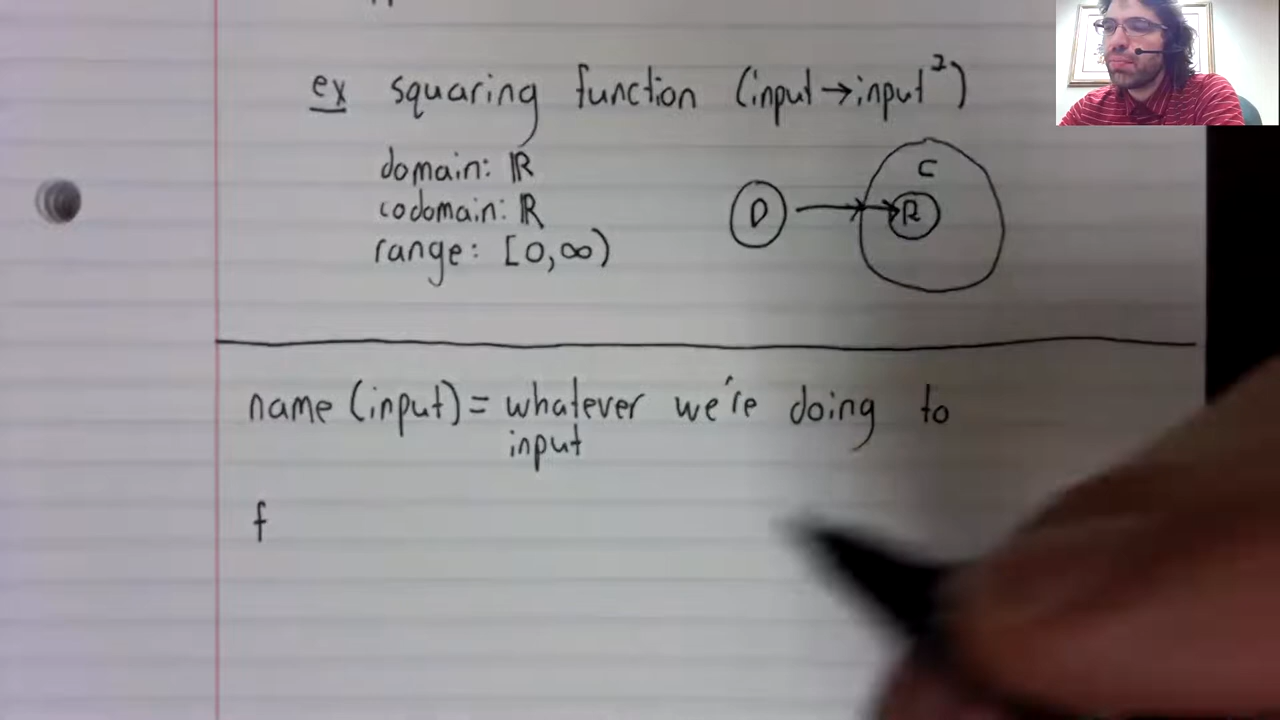 ex squaring function (input→input²)
domain: ℝ
codomain: ℝ
range: [0,∞)
D C R
name (input) = whatever we're doing to
input
f